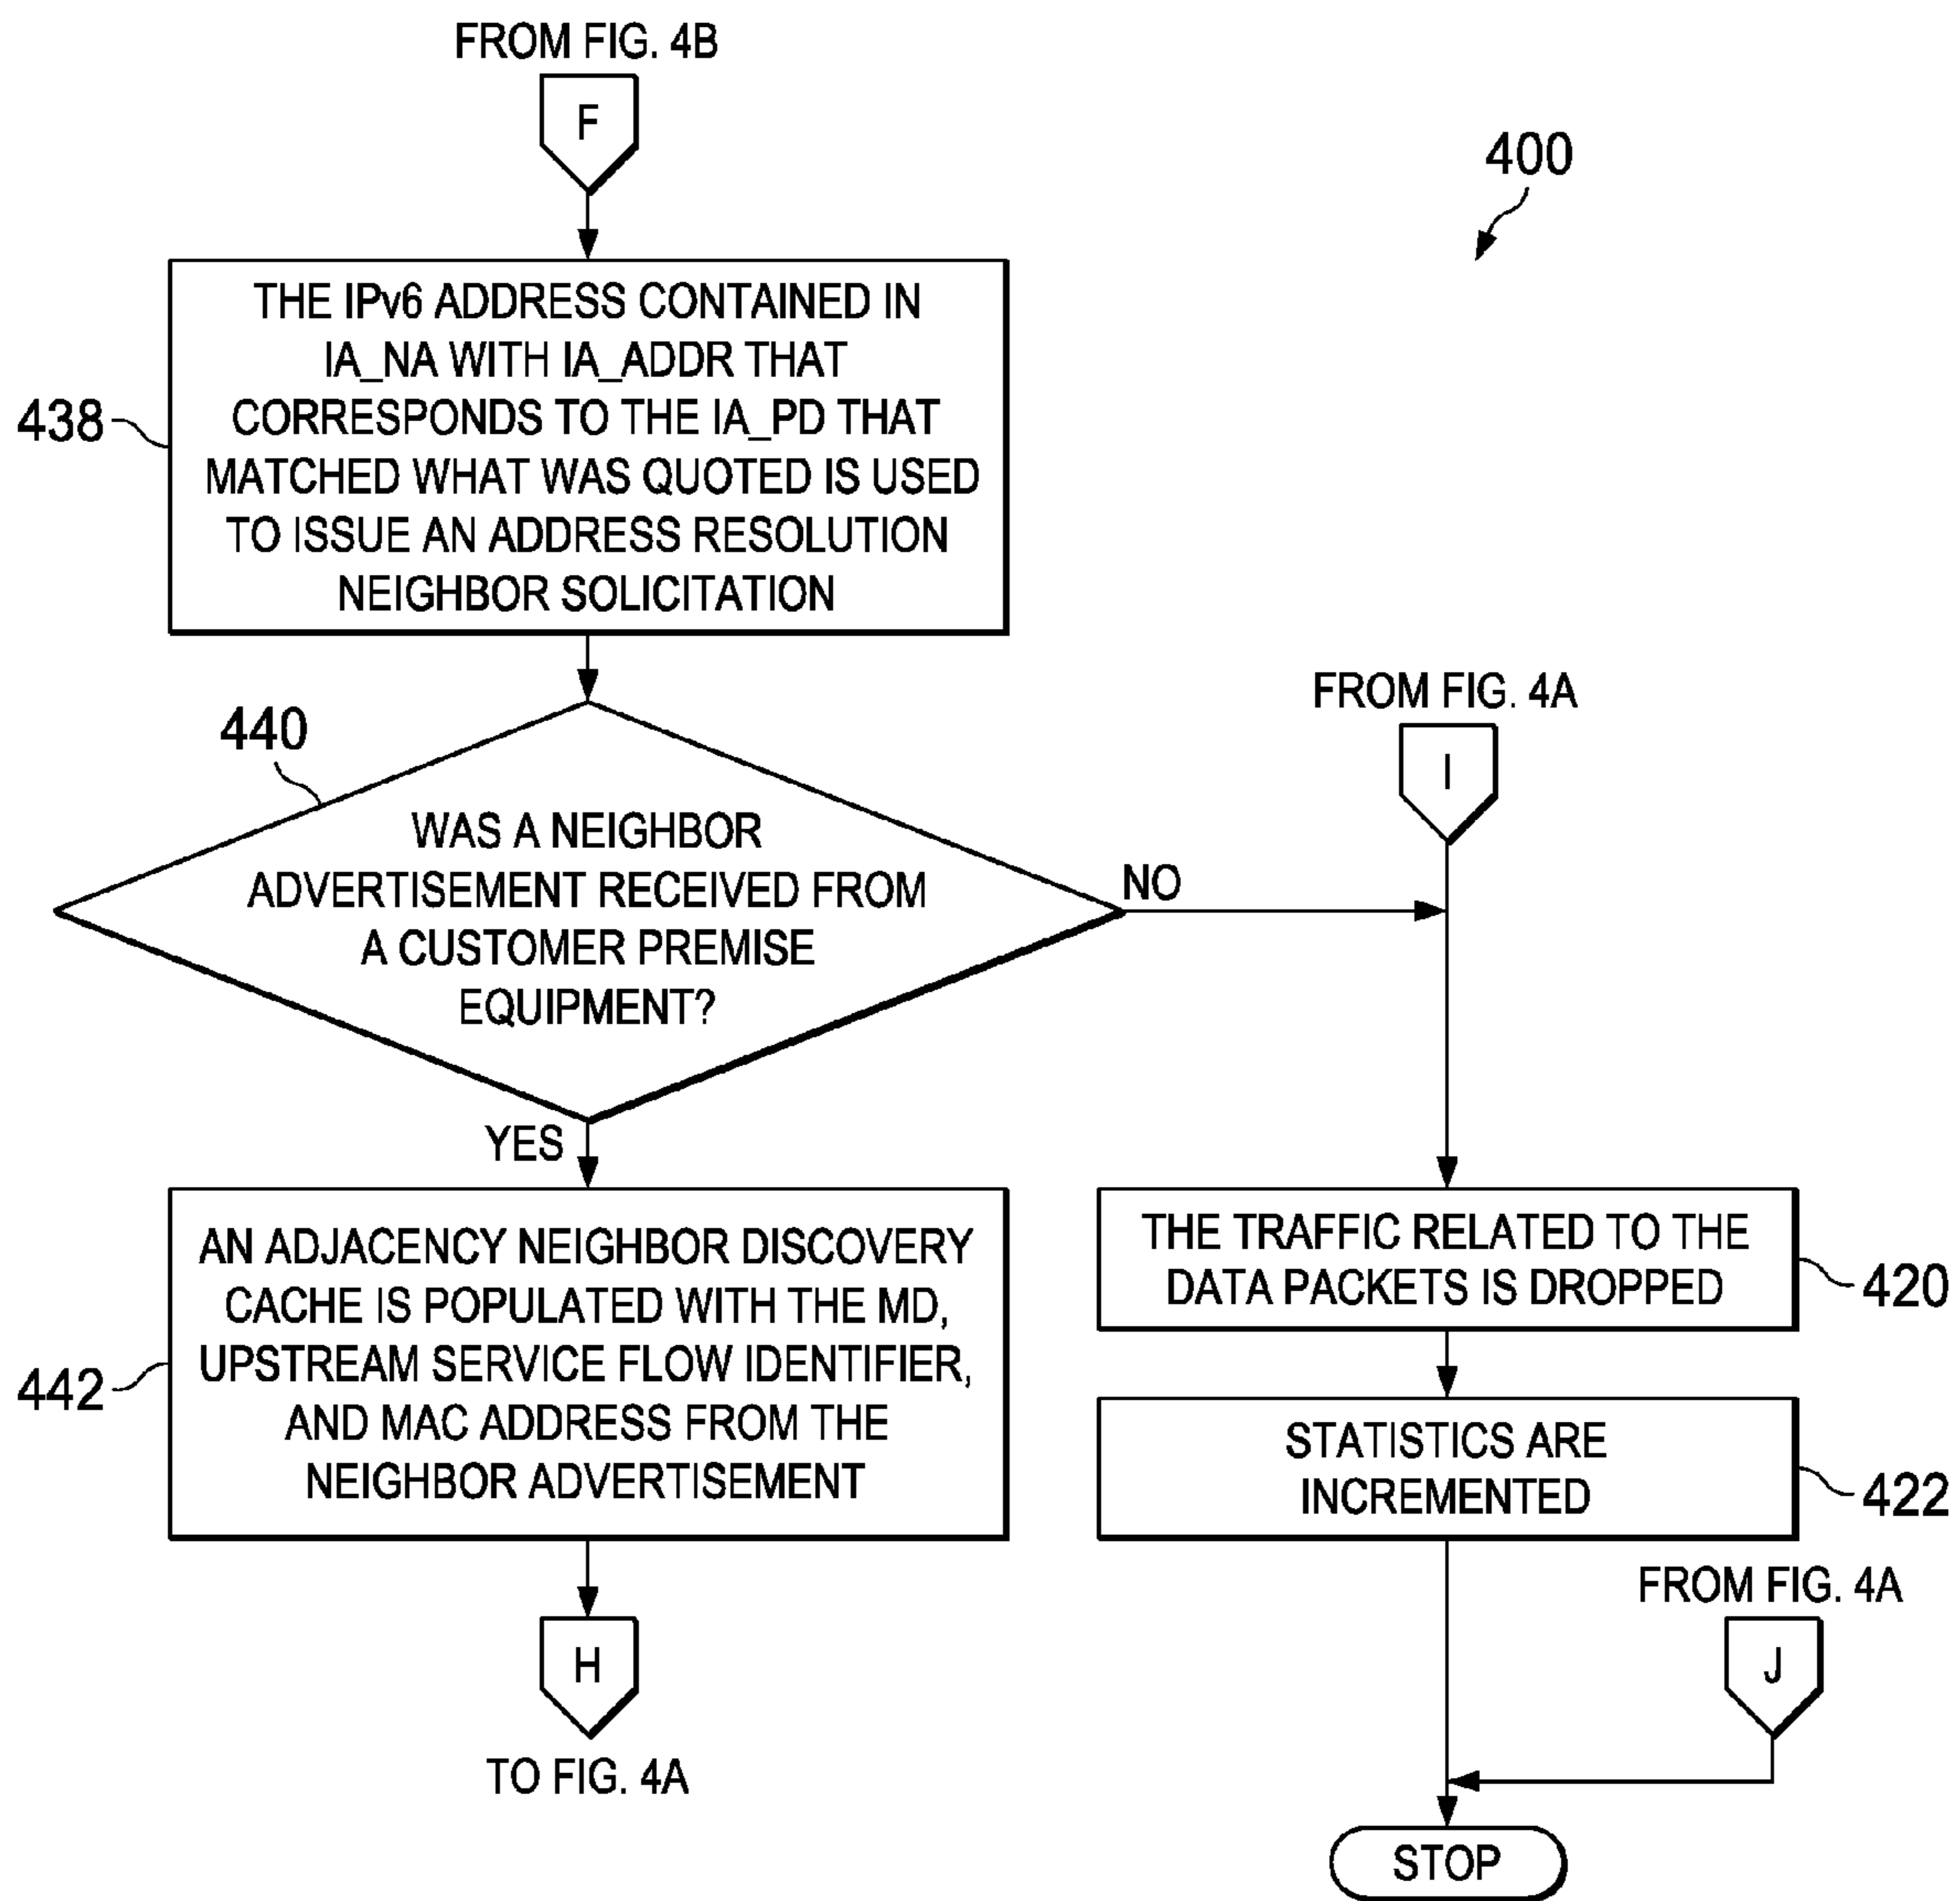 FROM FIG. 4B
F
400
THE IPv6 ADDRESS CONTAINED IN
IA_NA WITH IA_ADDR THAT
CORRESPONDS TO THE IA_PD THAT
MATCHED WHAT WAS QUOTED IS USED
TO ISSUE AN ADDRESS RESOLUTION
NEIGHBOR SOLICITATION
438
440
WAS A NEIGHBOR
ADVERTISEMENT RECEIVED FROM
A CUSTOMER PREMISE
EQUIPMENT?
NO
YES
FROM FIG. 4A
I
AN ADJACENCY NEIGHBOR DISCOVERY
CACHE IS POPULATED WITH THE MD,
UPSTREAM SERVICE FLOW IDENTIFIER,
AND MAC ADDRESS FROM THE
NEIGHBOR ADVERTISEMENT
442
H
TO FIG. 4A
THE TRAFFIC RELATED TO THE
DATA PACKETS IS DROPPED
420
STATISTICS ARE
INCREMENTED
422
FROM FIG. 4A
J
STOP